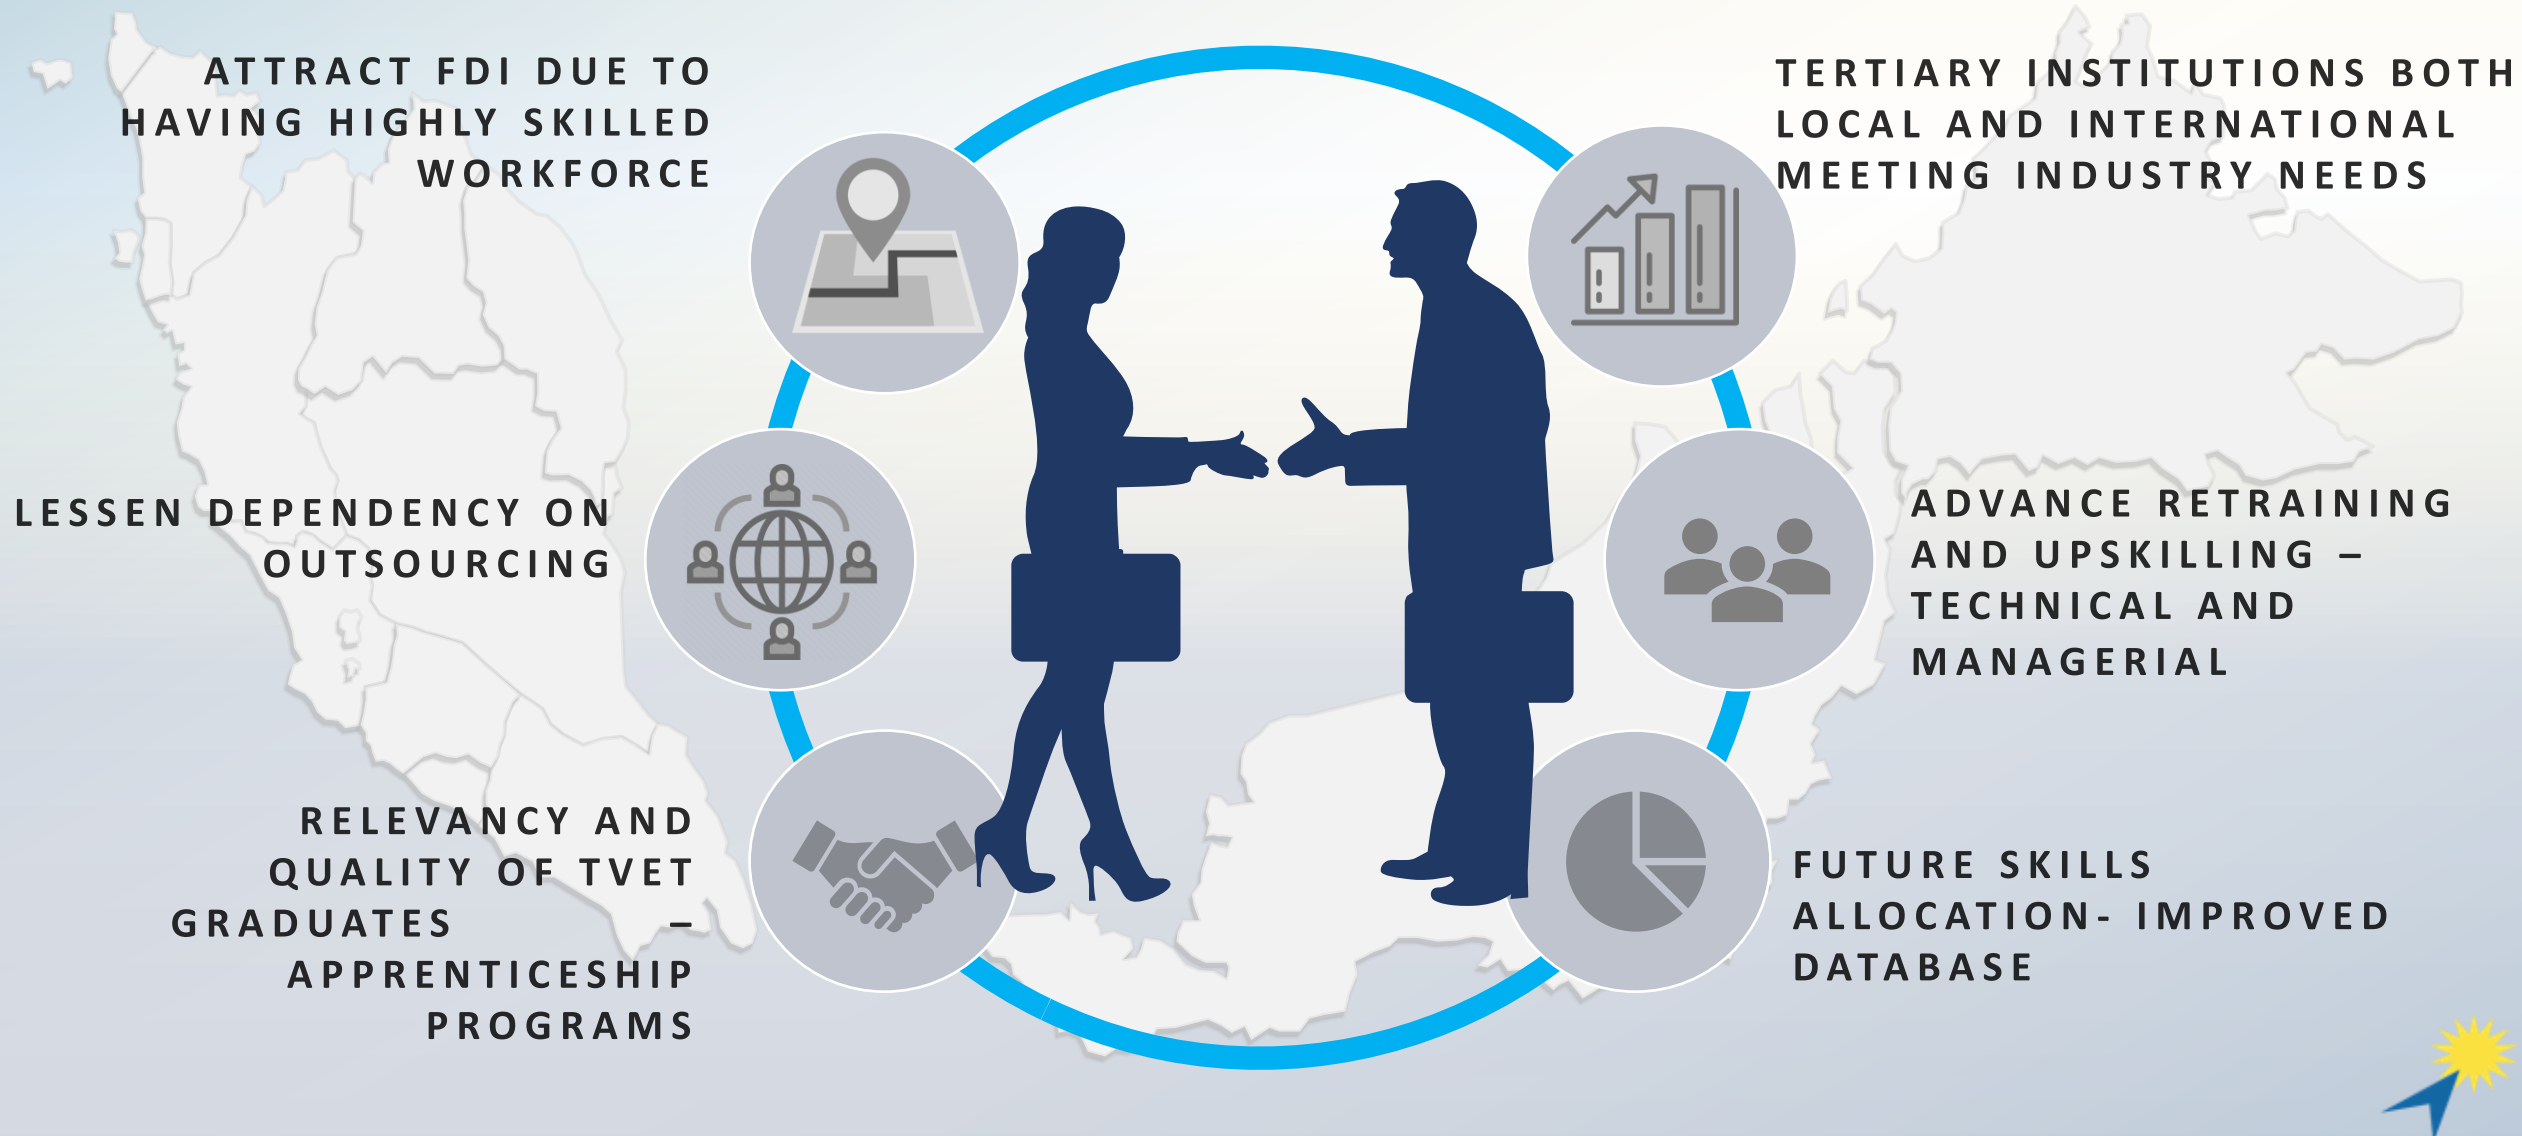 ATTRACT FDI DUE TO
HAVING HIGHLY SKILLED
WORKFORCE
TERTIARY INSTITUTIONS BOTH
LOCAL AND INTERNATIONAL
MEETING INDUSTRY NEEDS
LESSEN DEPENDENCY ON
OUTSOURCING
ADVANCE RETRAINING
AND UPSKILLING –
TECHNICAL AND
MANAGERIAL
RELEVANCY AND
QUALITY OF TVET
GRADUATES –
APPRENTICESHIP
PROGRAMS
FUTURE SKILLS
ALLOCATION- IMPROVED
DATABASE